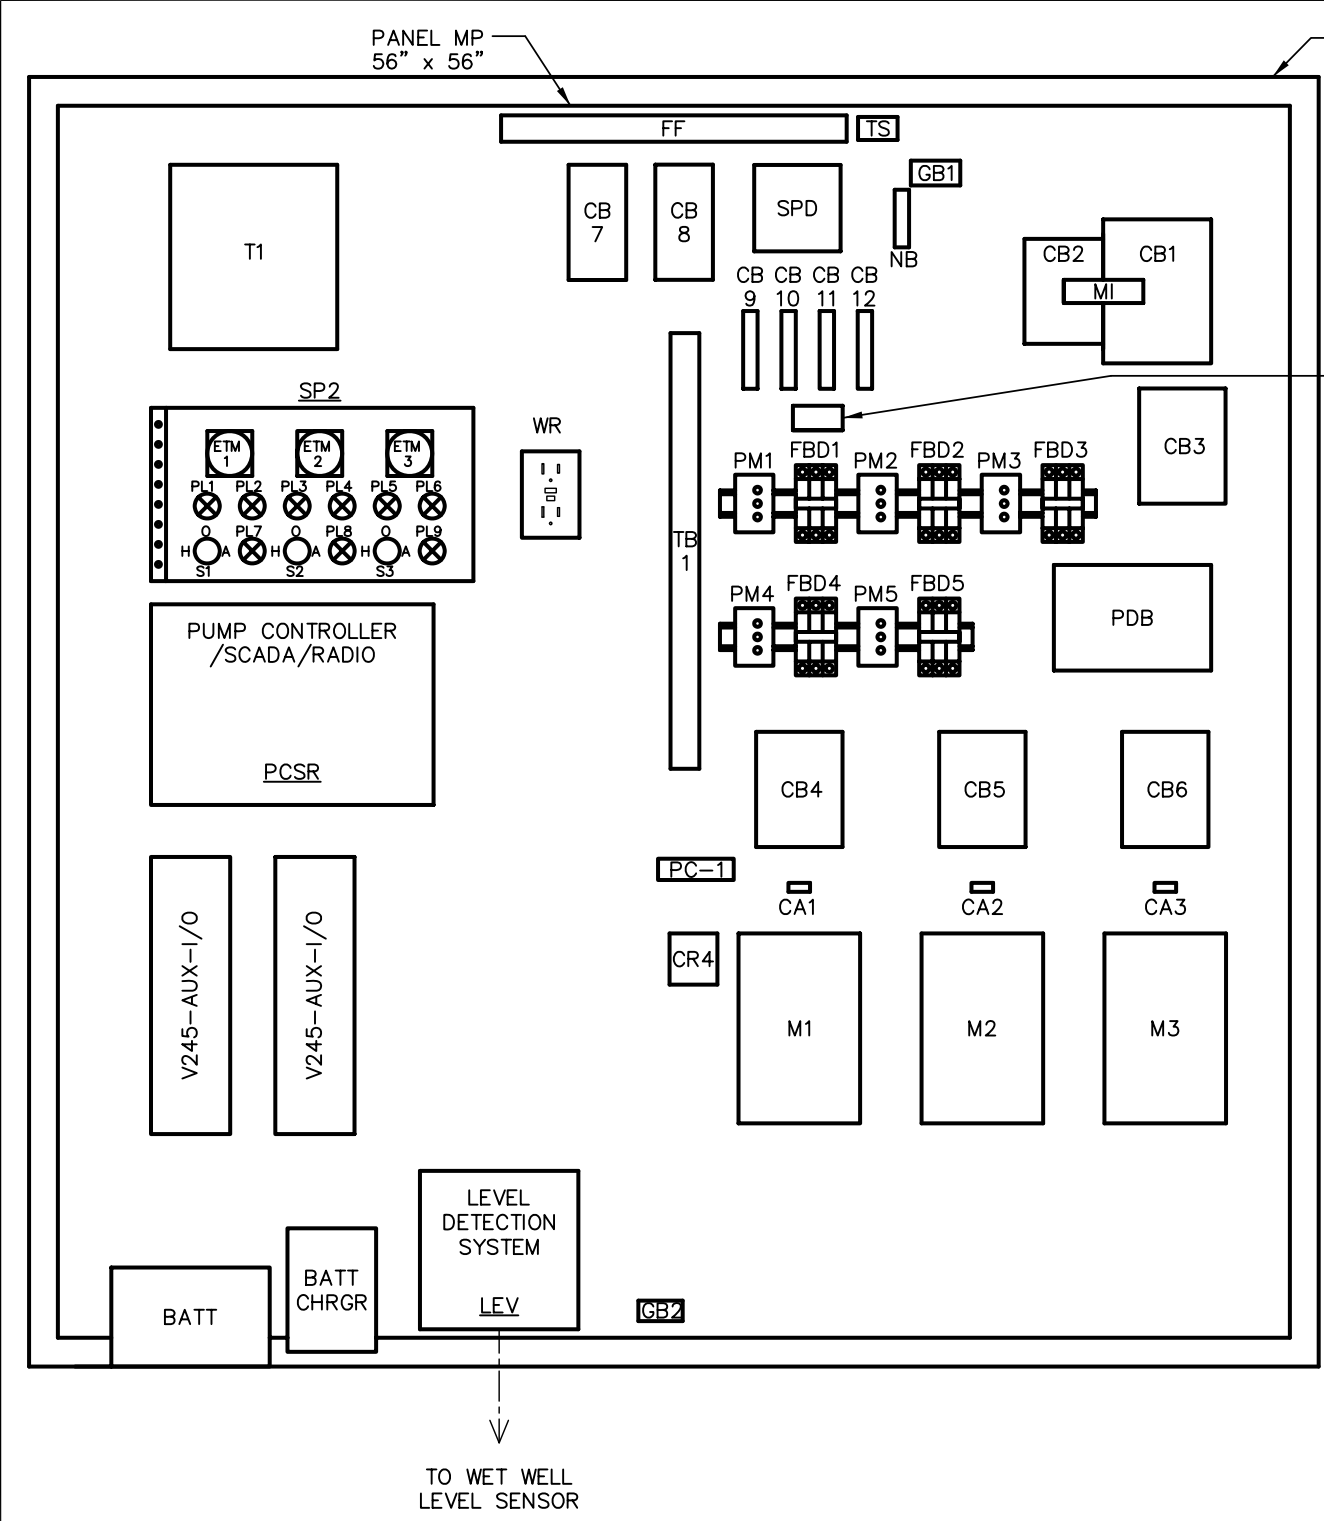 PANEL MP
56” x 56”
FF
TS
GB1
CB
7
CB
8
SPD
NB
T1
CB2
CB1
MI
CB
9
CB
10
CB
11
CB
12
SP2
ETM
1
ETM
2
ETM
3
PL1
PL2
PL3
PL4
PL5
PL6
O
H
A
S1
PL7
O
H
A
S2
PL8
O
H
A
S3
PL9
WR
CB3
PM1
FBD1
PM2
FBD2
PM3
FBD3
TB
1
PM4
FBD4
PM5
FBD5
PDB
PUMP CONTROLLER
/SCADA/RADIO
PCSR
CB4
CB5
CB6
PC-1
CA1
CA2
CA3
CR4
M1
M2
M3
V245-AUX-I/O
V245-AUX-I/O
LEVEL
DETECTION
SYSTEM
LEV
BATT
CHRGR
BATT
GB2
TO WET WELL
LEVEL SENSOR